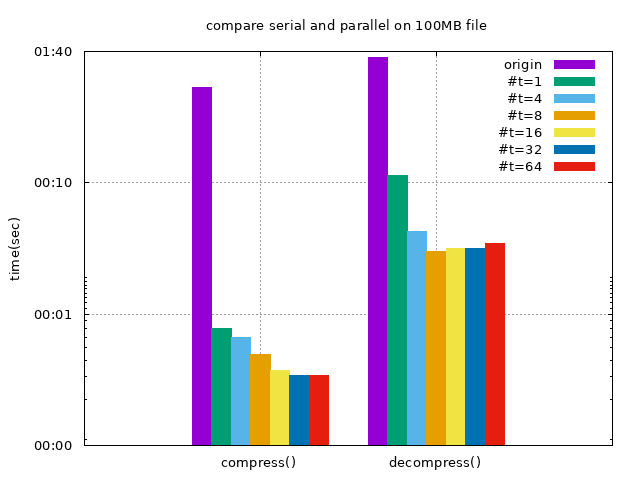 compare serial and parallel on 100MB file
01:40
00:10
00:01
00:00
time(sec)
origin
#t=1
#t=4
#t=8
#t=16
#t=32
#t=64
compress()
decompress()